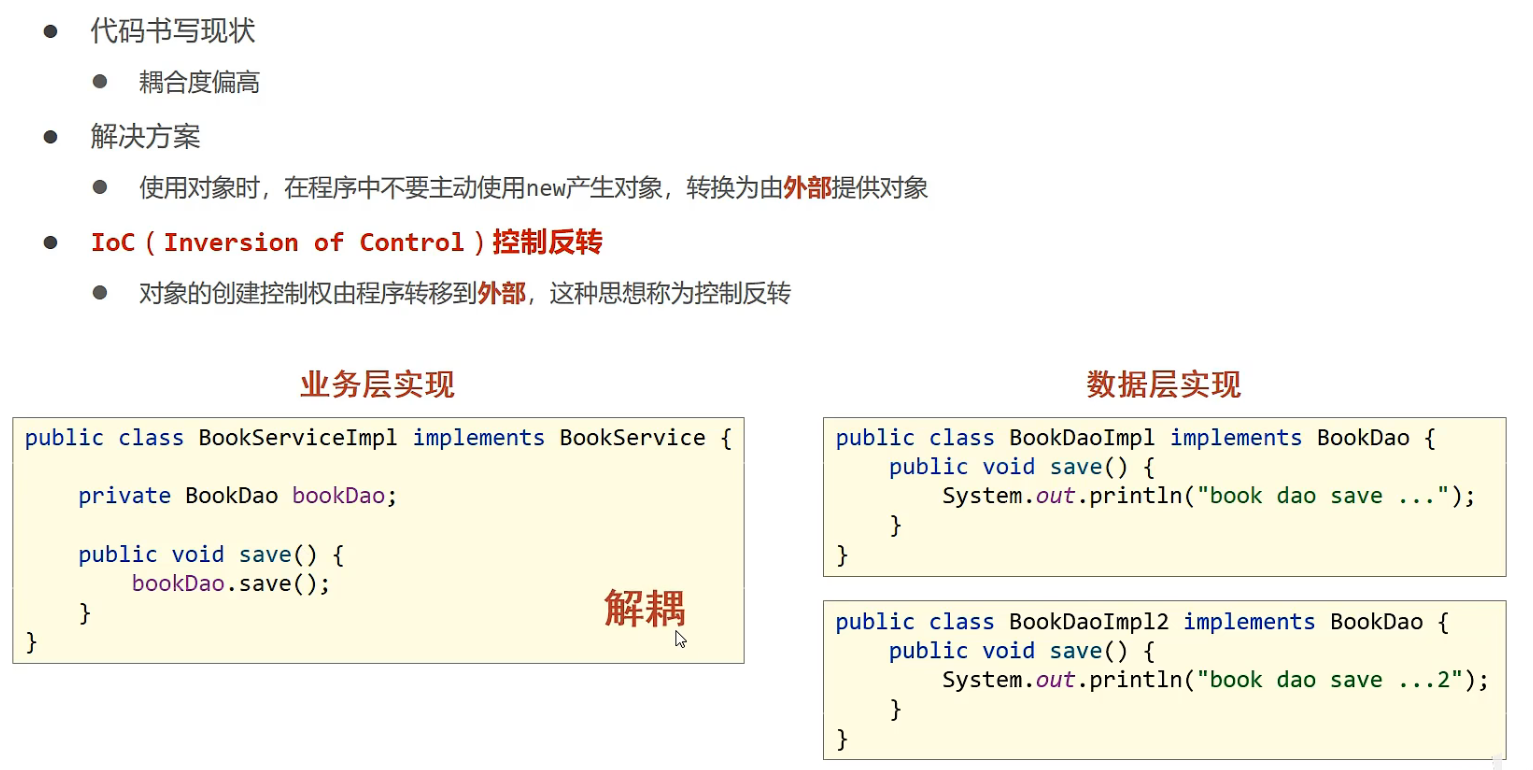 代码书写现状
耦合度偏高
解决方案
使用对象时，在程序中不要主动使用new产生对象，转换为由外部提供对象
IoC（Inversion of Control）控制反转
对象的创建控制权由程序转移到外部，这种思想称为控制反转
业务层实现
public class BookServiceImpl implements BookService {
private BookDao bookDao;
public void save() {
bookDao.save();
}
}
解耦
数据层实现
public class BookDaoImpl implements BookDao {
public void save() {
System.out.println("book dao save ...");
}
}
public class BookDaoImpl2 implements BookDao {
public void save() {
System.out.println("book dao save ...2");
}
}